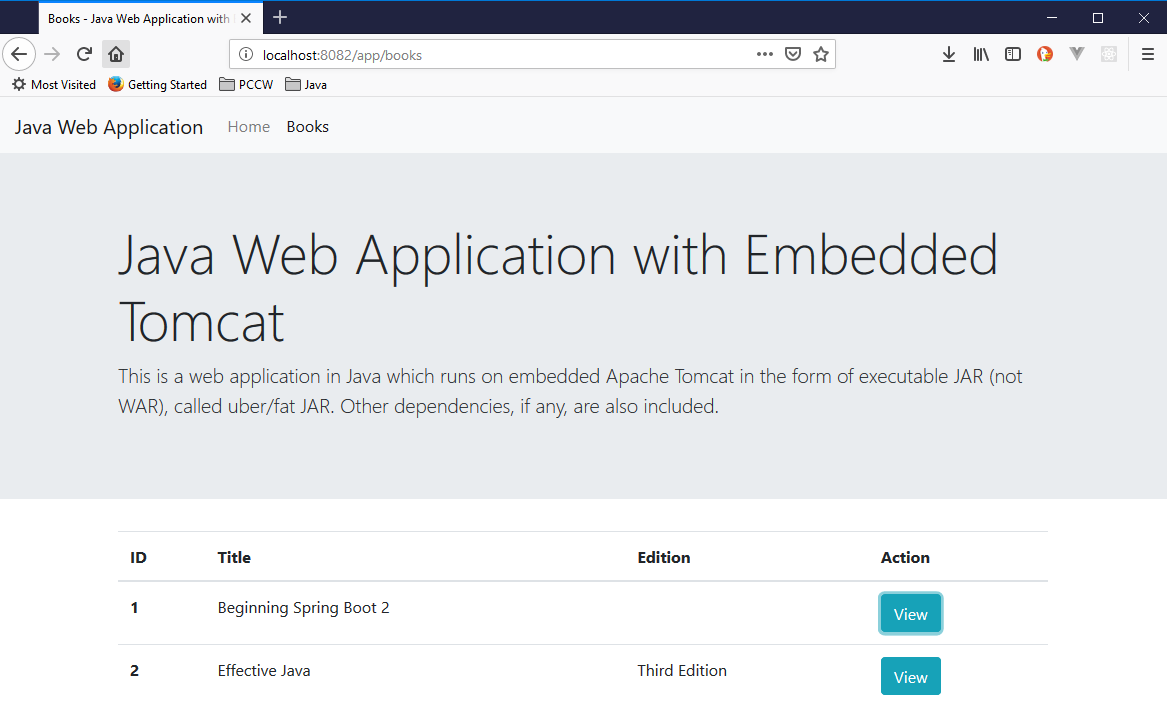 Books - Java Web Application with
localhost:8082/app/books
Most Visited Getting Started PCCW Java
Java Web Application Home Books
Java Web Application with Embedded
Tomcat
This is a web application in Java which runs on embedded Apache Tomcat in the form of executable JAR (not
WAR), called uber/fat JAR. Other dependencies, if any, are also included.
ID Title Edition Action
1 Beginning Spring Boot 2 View
2 Effective Java Third Edition View